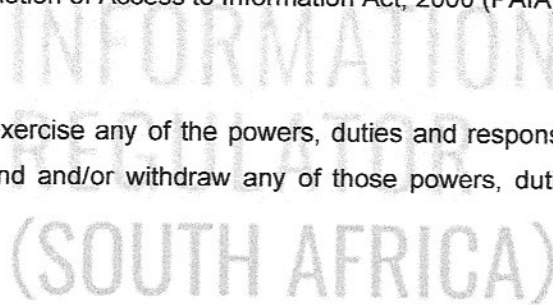 ction of Access to Information Act, 2000 (PAIA
INFORMATION
xercise any of the powers, duties and respons
REGULATOR
nd and/or withdraw any of those powers, dut
(SOUTH AFRICA)